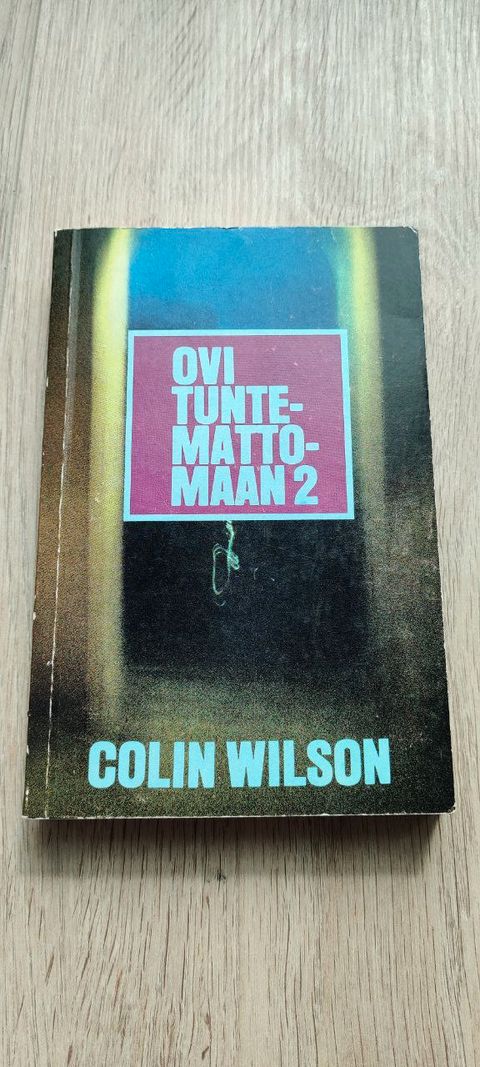 OVI
TUNTE-
MATTO-
MAAN 2
COLIN WILSON